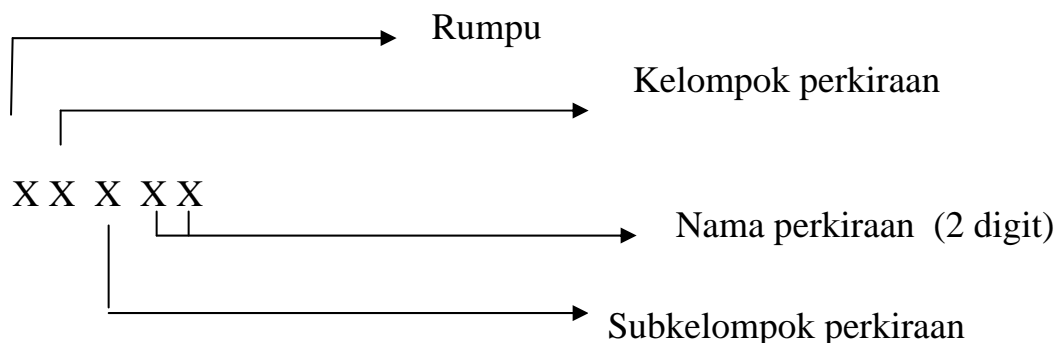 Rumpu
Kelompok perkiraan
X X X X X
Nama perkiraan (2 digit)
Subkelompok perkiraan